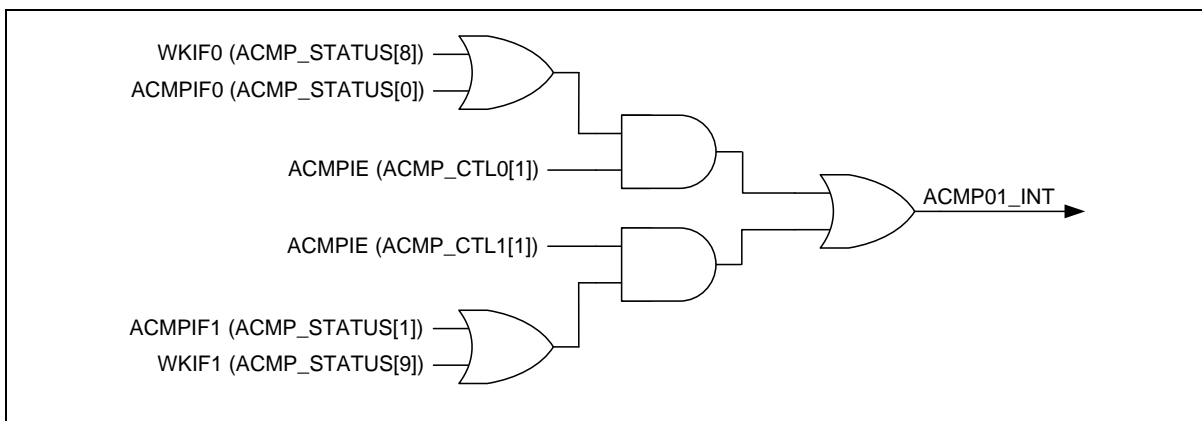 WKIF0 (ACMP_STATUS[8])
ACMPIF0 (ACMP_STATUS[0])
ACMPIE (ACMP_CTL0[1])
ACMP01_INT
ACMPIE (ACMP_CTL1[1])
ACMPIF1 (ACMP_STATUS[1])
WKIF1 (ACMP_STATUS[9])